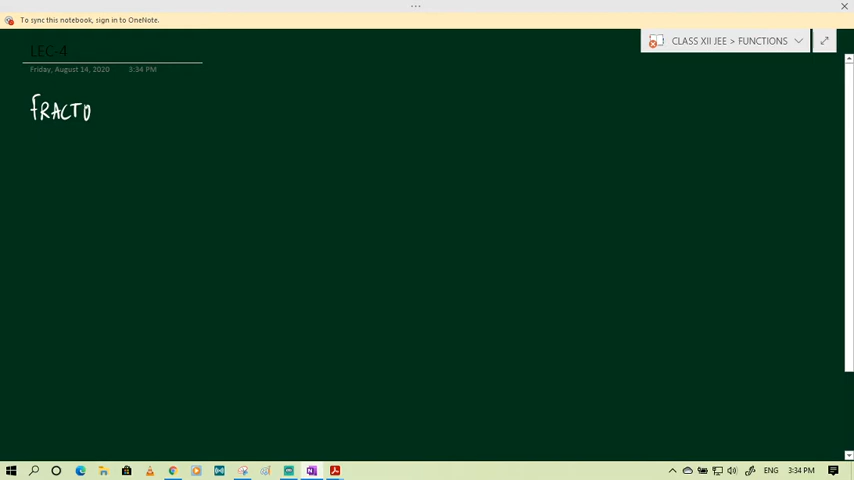 To sync this notebook, sign in to OneNote.
LEC-4
CLASS XII JEE > FUNCTIONS
Friday, August 14, 2020 3:34 PM
fRACTO
ENG 3:34 PM